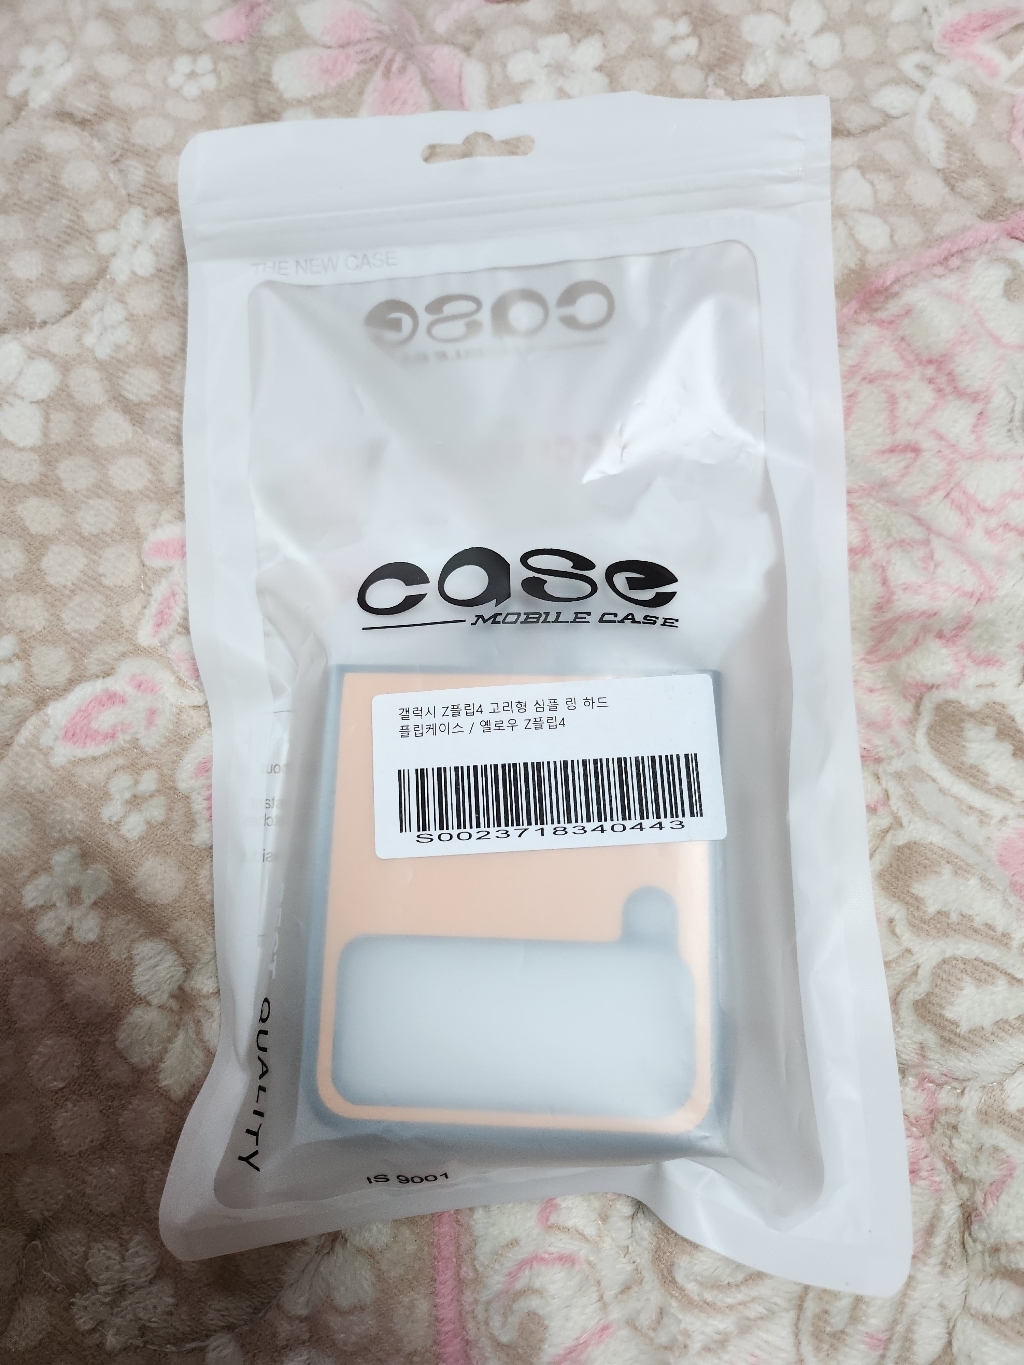 THE NEW CASE
case
case
MOBILE CASE
갤럭시 Z플립4 고리형 심플 링 하드
플립케이스 / 옐로우 Z플립4
S0023718340443
QUALITY
IS 9001